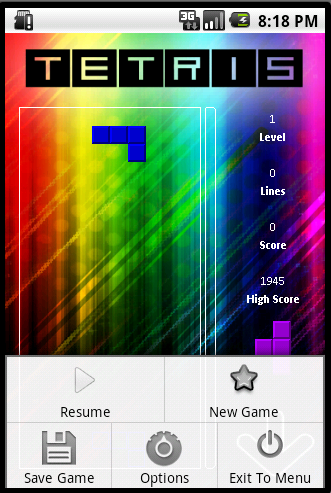 3G 8:18 PM
TETRIS
1
Level
0
Lines
0
Score
1945
High Score
Resume
New Game
Save Game
Options
Exit To Menu